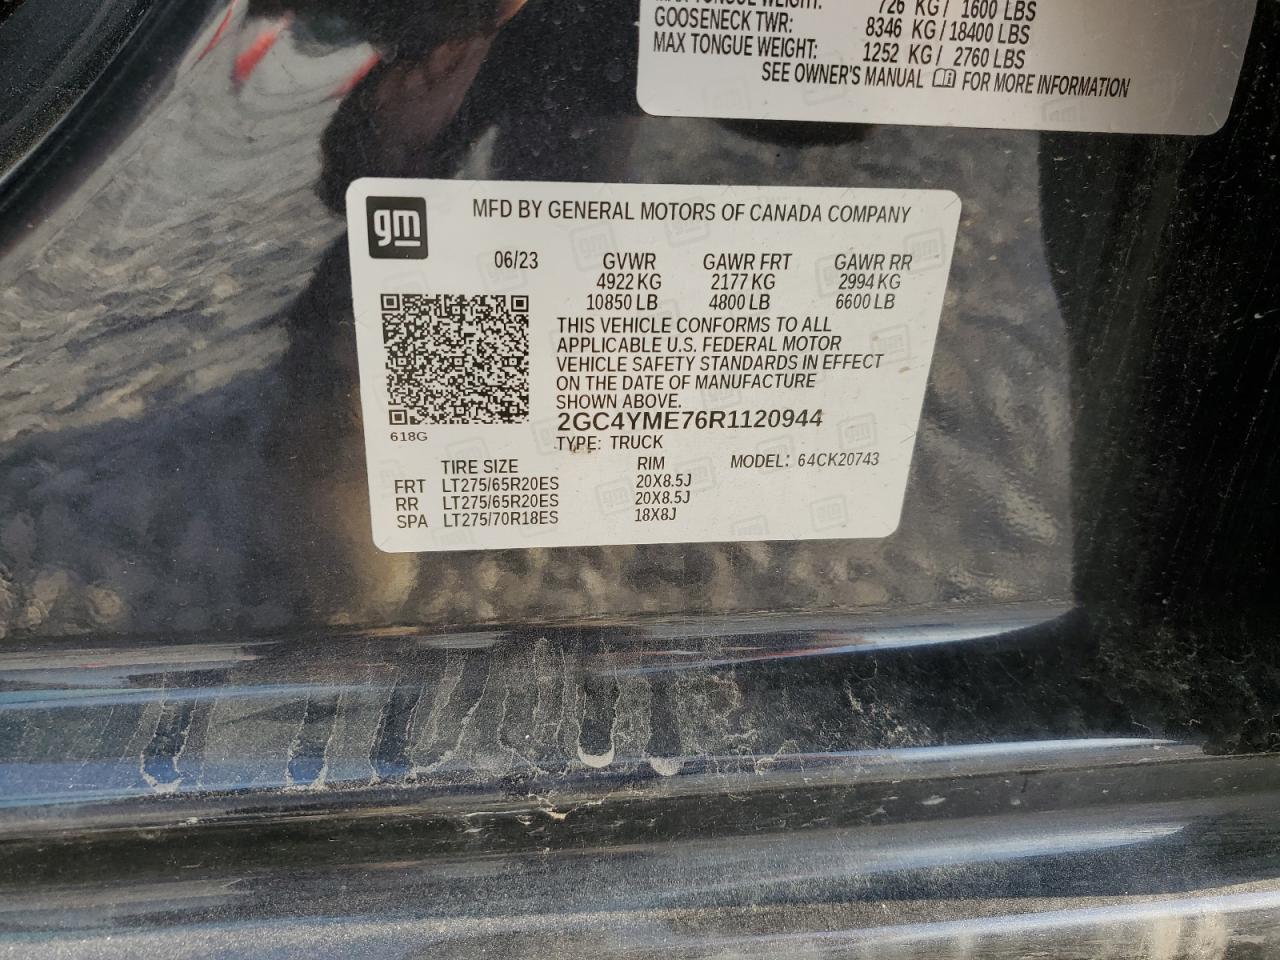 MAX TONGUE WEIGHT: 726 KG / 1600 LBS
GOOSENECK TWR: 8346 KG / 18400 LBS
MAX TONGUE WEIGHT: 1252 KG / 2760 LBS
SEE OWNER'S MANUAL FOR MORE INFORMATION
gm
MFD BY GENERAL MOTORS OF CANADA COMPANY
06/23 GVWR GAWR FRT GAWR RR
4922 KG 2177 KG 2994 KG
10850 LB 4800 LB 6600 LB
THIS VEHICLE CONFORMS TO ALL
APPLICABLE U.S. FEDERAL MOTOR
VEHICLE SAFETY STANDARDS IN EFFECT
ON THE DATE OF MANUFACTURE
SHOWN ABOVE.
2GC4YME76R1120944
618G
TYPE: TRUCK
TIRE SIZE RIM MODEL: 64CK20743
FRT LT275/65R20ES 20X8.5J
RR LT275/65R20ES 20X8.5J
SPA LT275/70R18ES 18X8J